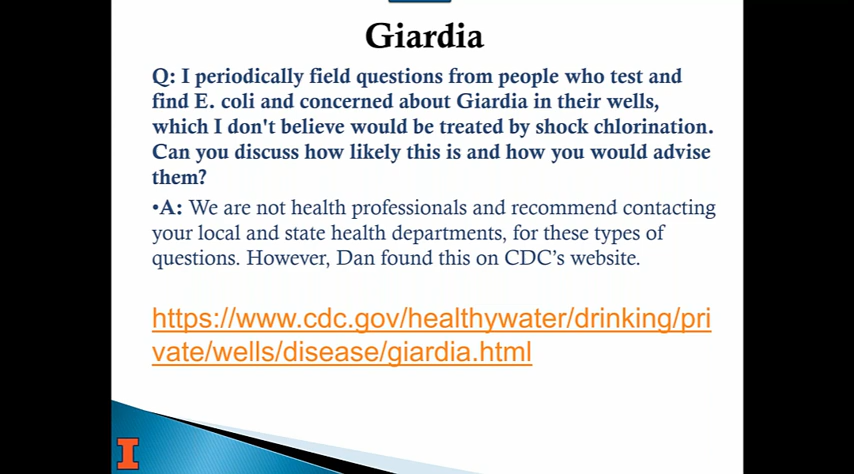 Giardia
Q: I periodically field questions from people who test and
find E. coli and concerned about Giardia in their wells,
which I don't believe would be treated by shock chlorination.
Can you discuss how likely this is and how you would advise
them?
•A: We are not health professionals and recommend contacting
your local and state health departments, for these types of
questions. However, Dan found this on CDC's website.
https://www.cdc.gov/healthywater/drinking/pri
vate/wells/disease/giardia.html
I